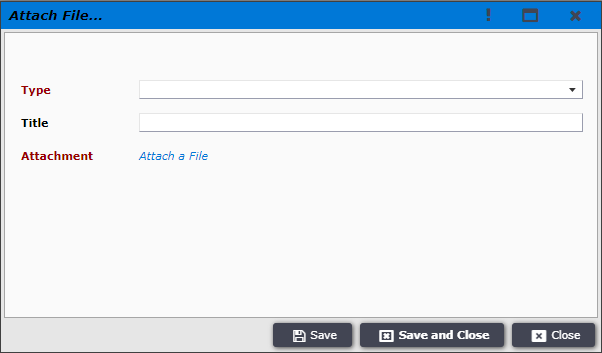 Attach File...
Type
Title
Attachment Attach a File
Save Save and Close Close